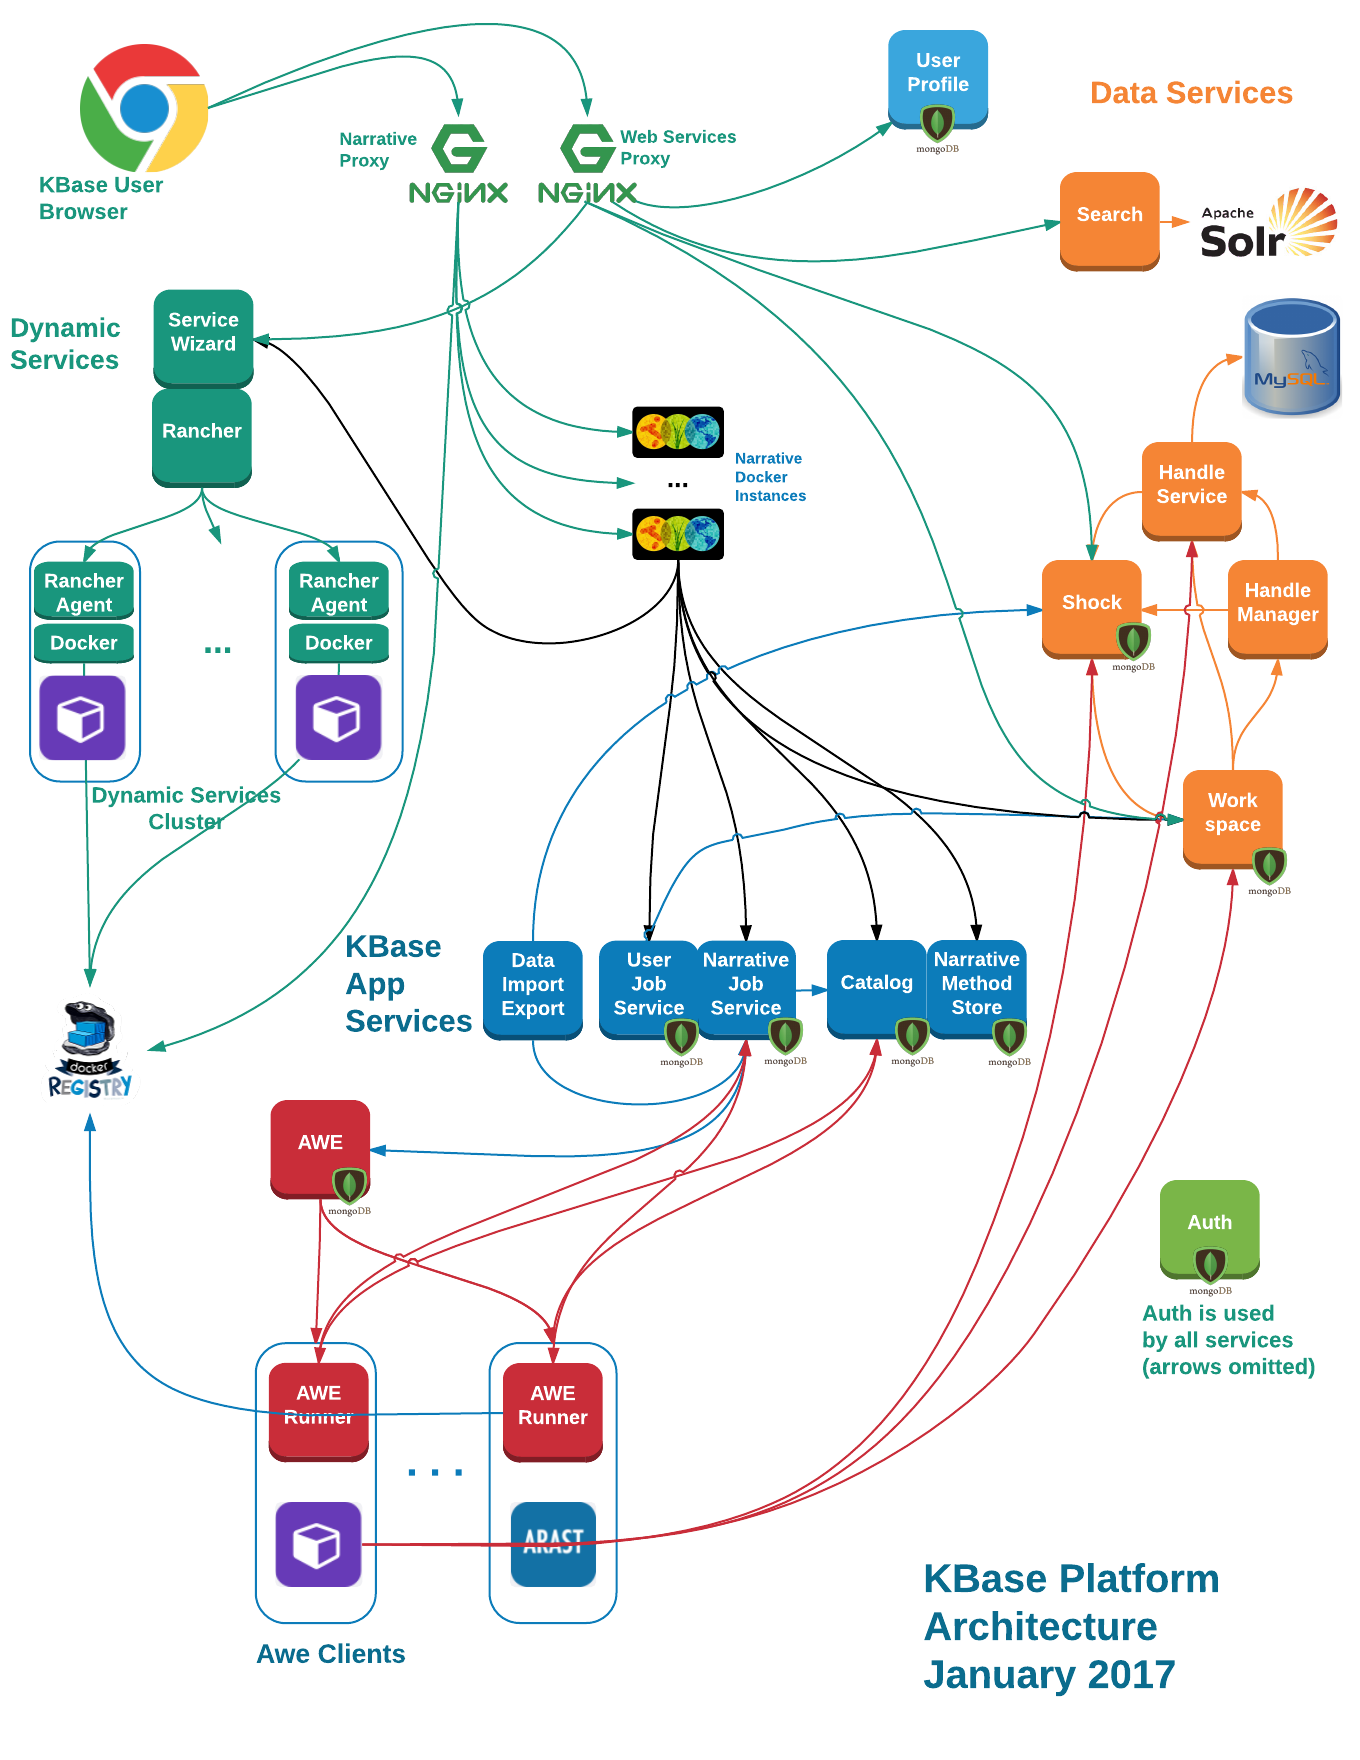 KBase User
Browser
Narrative
Proxy
NGiNX
Web Services
Proxy
NGiNX
User
Profile
mongoDB
Data Services
Search
Apache
Solr
Dynamic
Services
Service
Wizard
Rancher
MySQL
...
Narrative
Docker
Instances
Handle
Service
Handle
Manager
Shock
mongoDB
Rancher
Agent
Docker
...
Rancher
Agent
Docker
Dynamic Services
Cluster
Work
space
mongoDB
KBase
App
Services
Data
Import
Export
User
Job
Service
mongoDB
Narrative
Job
Service
mongoDB
Catalog
mongoDB
Narrative
Method
Store
mongoDB
docker
REGISTRY
AWE
mongoDB
Auth
mongoDB
Auth is used
by all services
(arrows omitted)
AWE
Runner
. . .
AWE
Runner
ARAST
Awe Clients
KBase Platform
Architecture
January 2017